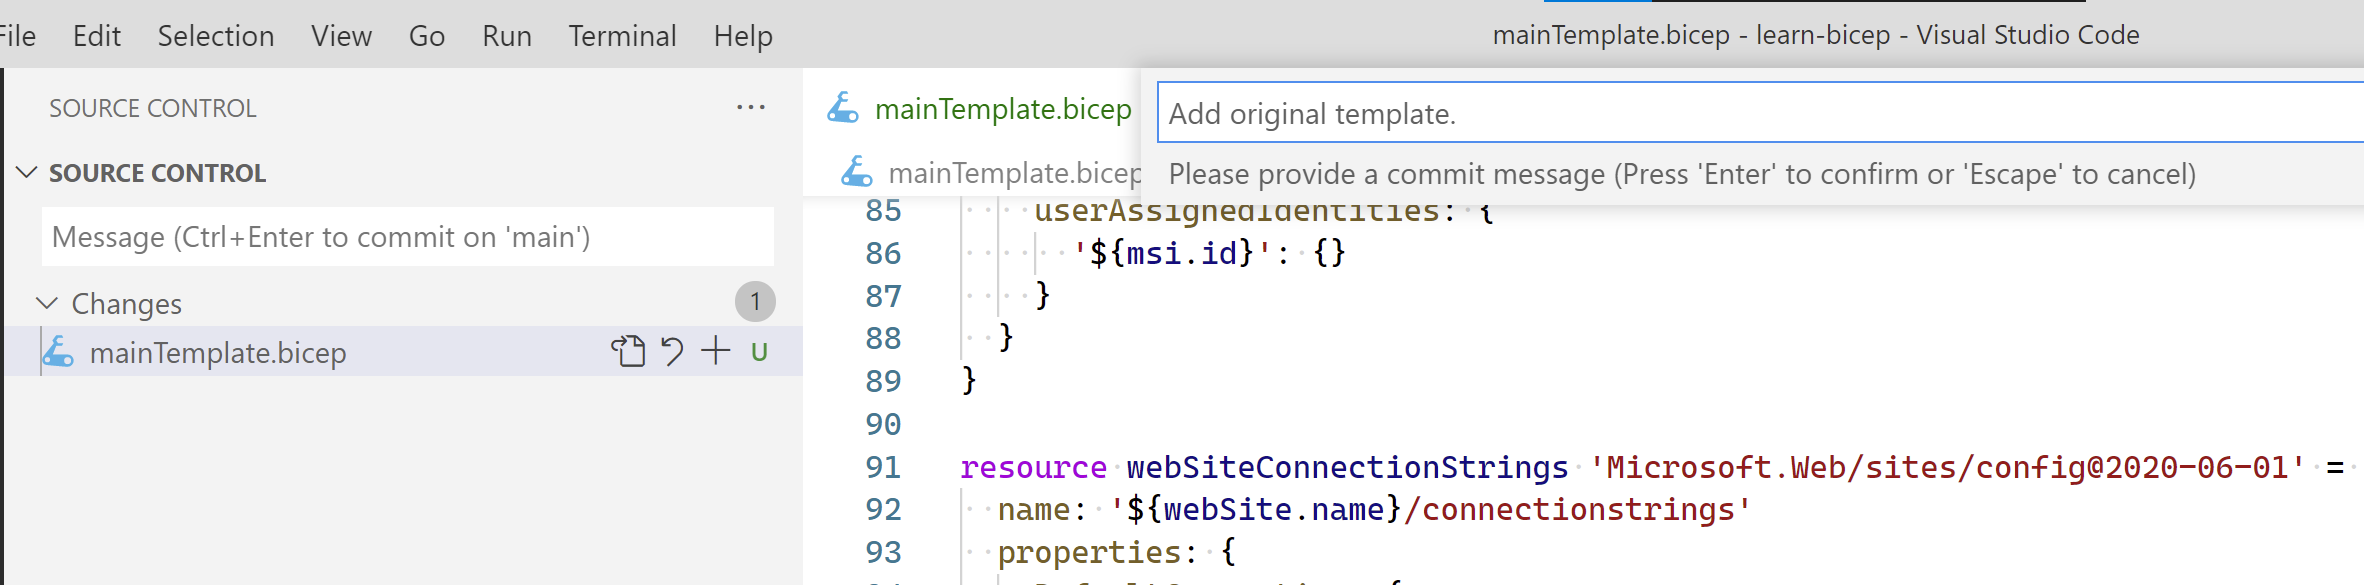 File Edit Selection View Go Run Terminal Help
mainTemplate.bicep - learn-bicep - Visual Studio Code
SOURCE CONTROL ···
SOURCE CONTROL
Message (Ctrl+Enter to commit on 'main')
Changes 1
mainTemplate.bicep U
mainTemplate.bicep
Add original template.
mainTemplate.bicep
Please provide a commit message (Press 'Enter' to confirm or 'Escape' to cancel)
85 userAssignedIdentities: {
86 '${msi.id}': {}
87 }
88 }
89 }
90
91 resource webSiteConnectionStrings 'Microsoft.Web/sites/config@2020-06-01' =
92 name: '${webSite.name}/connectionstrings'
93 properties: {